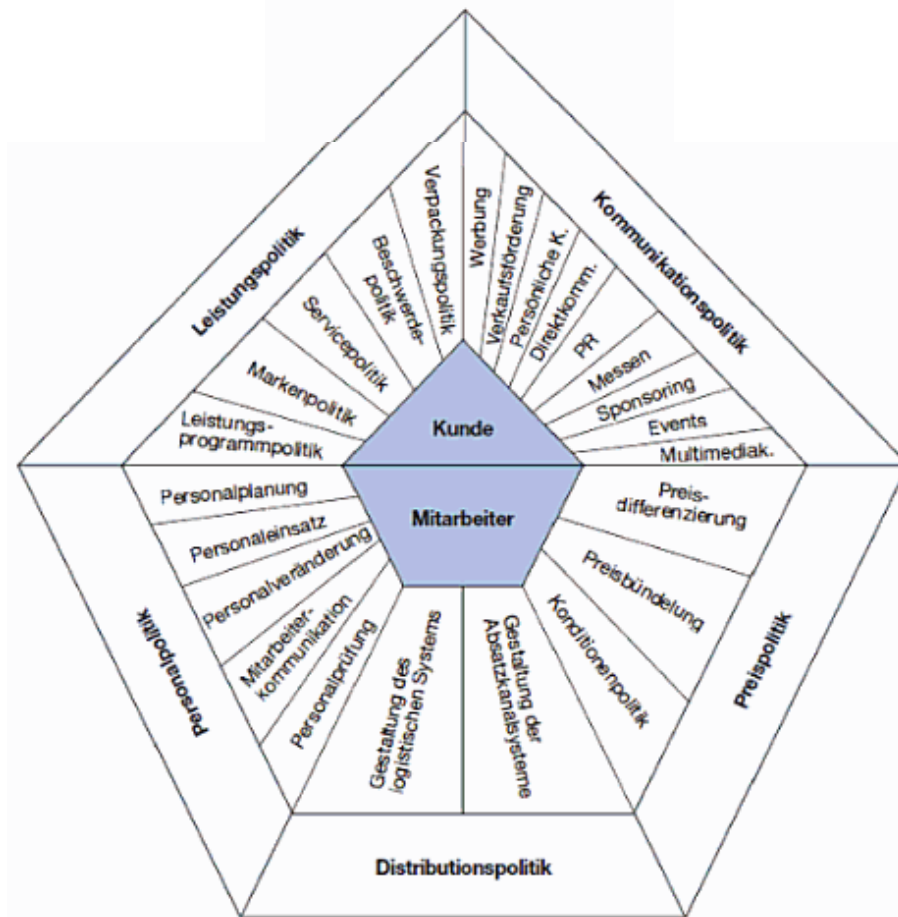 Leistungspolitik
Verpackungspolitik
Beschwerde-
politik
Servicepolitik
Markenpolitik
Leistungs-
programmpolitik
Kommunikationspolitik
Werbung
Verkaufsförderung
Persönliche K.
Direktkomm.
PR
Messen
Sponsoring
Events
Multimediak.
Kunde
Mitarbeiter
Personalpolitik
Personalplanung
Personaleinsatz
Personalveränderung
Mitarbeiter-
kommunikation
Personalprüfung
Gestaltung des
logistischen Systems
Gestaltung der
Absatzkanalsysteme
Distributionspolitik
Preis-
differenzierung
Preisbündelung
Konditionenpolitik
Preispolitik